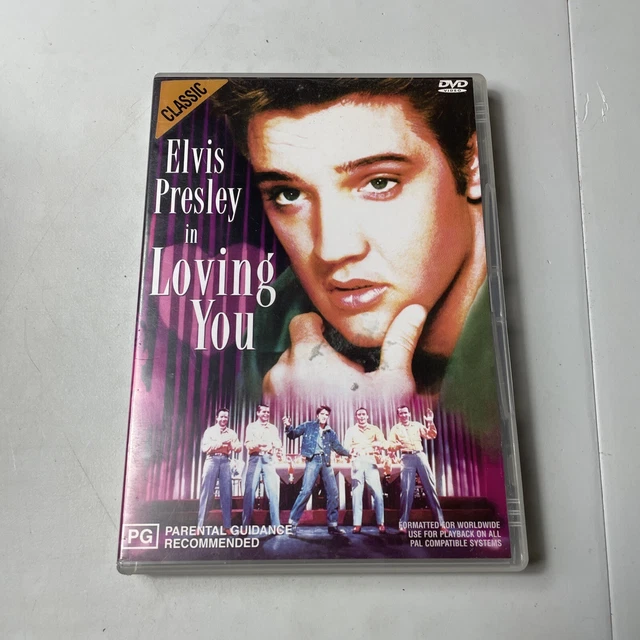 CLASSIC
DVD
VIDEO
Elvis
Presley
in
Loving
You
PG
PARENTAL GUIDANCE
RECOMMENDED
FORMATTED FOR WORLDWIDE
USE FOR PLAYBACK ON ALL
PAL COMPATIBLE SYSTEMS